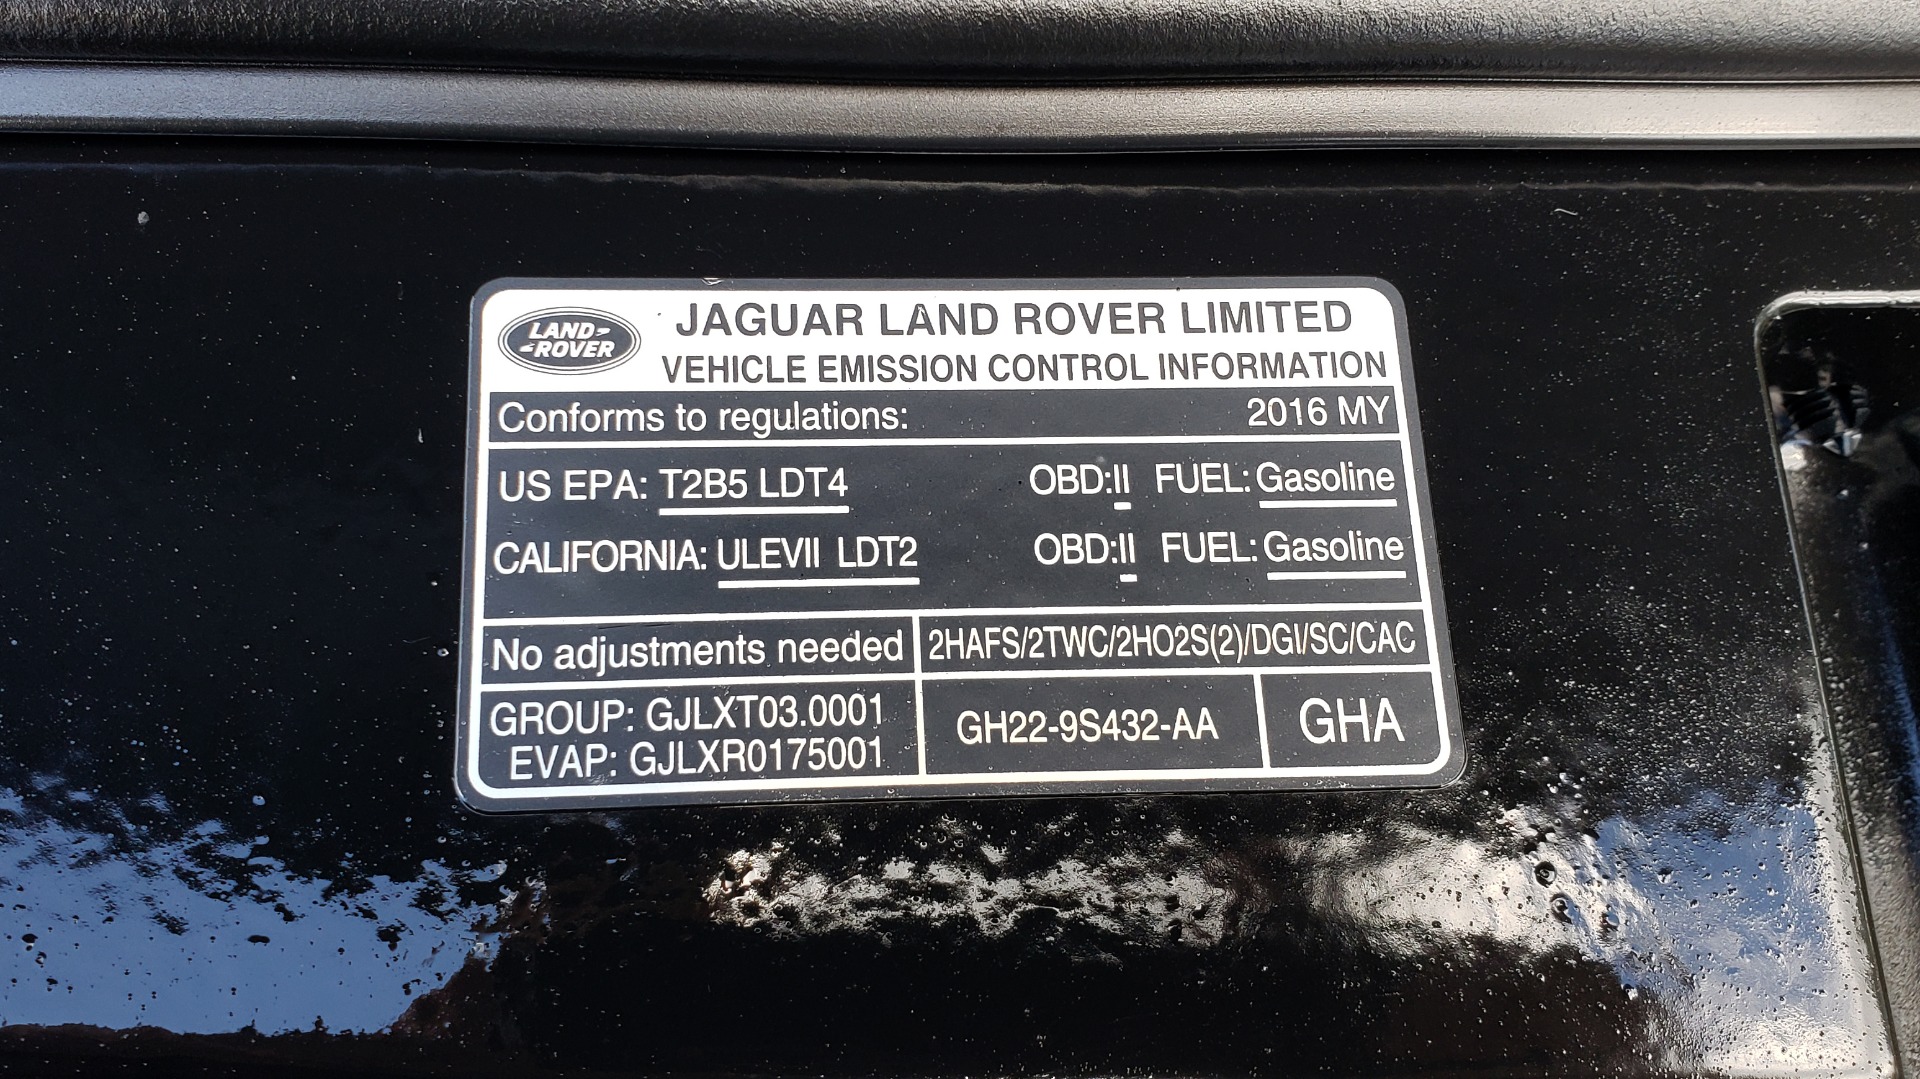 LAND-
-ROVER
JAGUAR LAND ROVER LIMITED
VEHICLE EMISSION CONTROL INFORMATION
Conforms to regulations: 2016 MY
US EPA: T2B5 LDT4 OBD:II FUEL: Gasoline
CALIFORNIA: ULEVII LDT2 OBD:II FUEL: Gasoline
No adjustments needed 2HAFS/2TWC/2HO2S(2)/DGI/SC/CAC
GROUP: GJLXT03.0001
EVAP: GJLXR0175001
GH22-9S432-AA
GHA